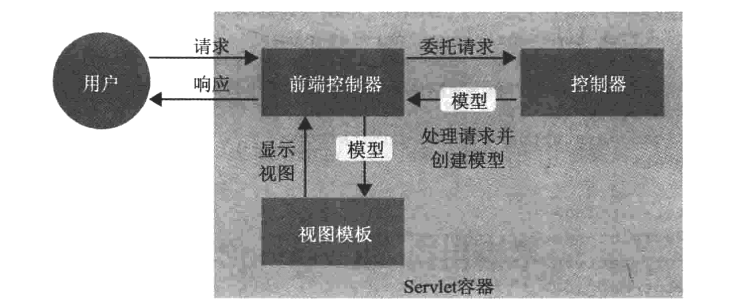 请求
委托请求
用户
响应
前端控制器
模型
控制器
处理请求并
创建模型
显示
视图
模型
视图模板
Servlet容器